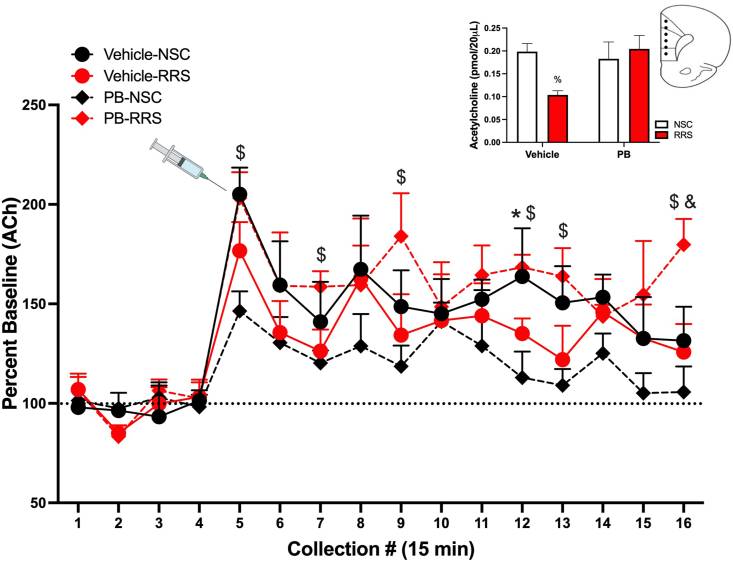 Vehicle-NSC
Vehicle-RRS
PB-NSC
PB-RRS
Percent Baseline (ACh)
250
200
150
100
50
$
$
$
* $
$
$ &
1 2 3 4 5 6 7 8 9 10 11 12 13 14 15 16
Collection # (15 min)
Acetylcholine (pmol/20µL)
0.25
0.20
0.15
0.10
0.05
0.00
%
Vehicle PB
NSC
RRS